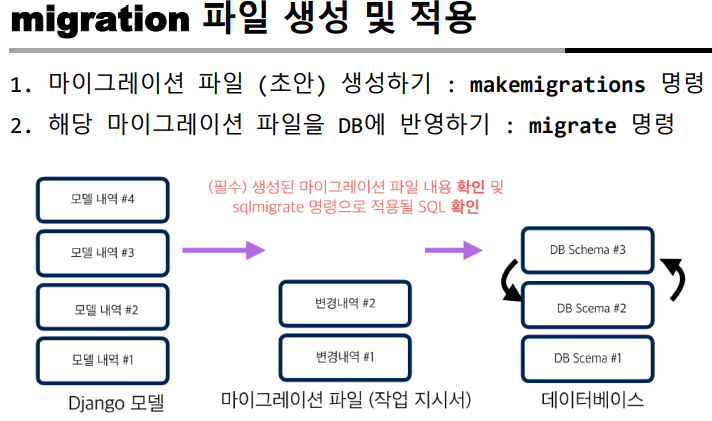 migration 파일 생성 및 적용
1. 마이그레이션 파일 (초안) 생성하기 : makemigrations 명령
2. 해당 마이그레이션 파일을 DB에 반영하기 : migrate 명령
(필수) 생성된 마이그레이션 파일 내용 확인 및
sqlmigrate 명령으로 적용될 SQL 확인
모델 내역 #4
모델 내역 #3
모델 내역 #2
모델 내역 #1
Django 모델
변경내역 #2
변경내역 #1
마이그레이션 파일 (작업 지시서)
DB Schema #3
DB Scema #2
DB Scema #1
데이터베이스